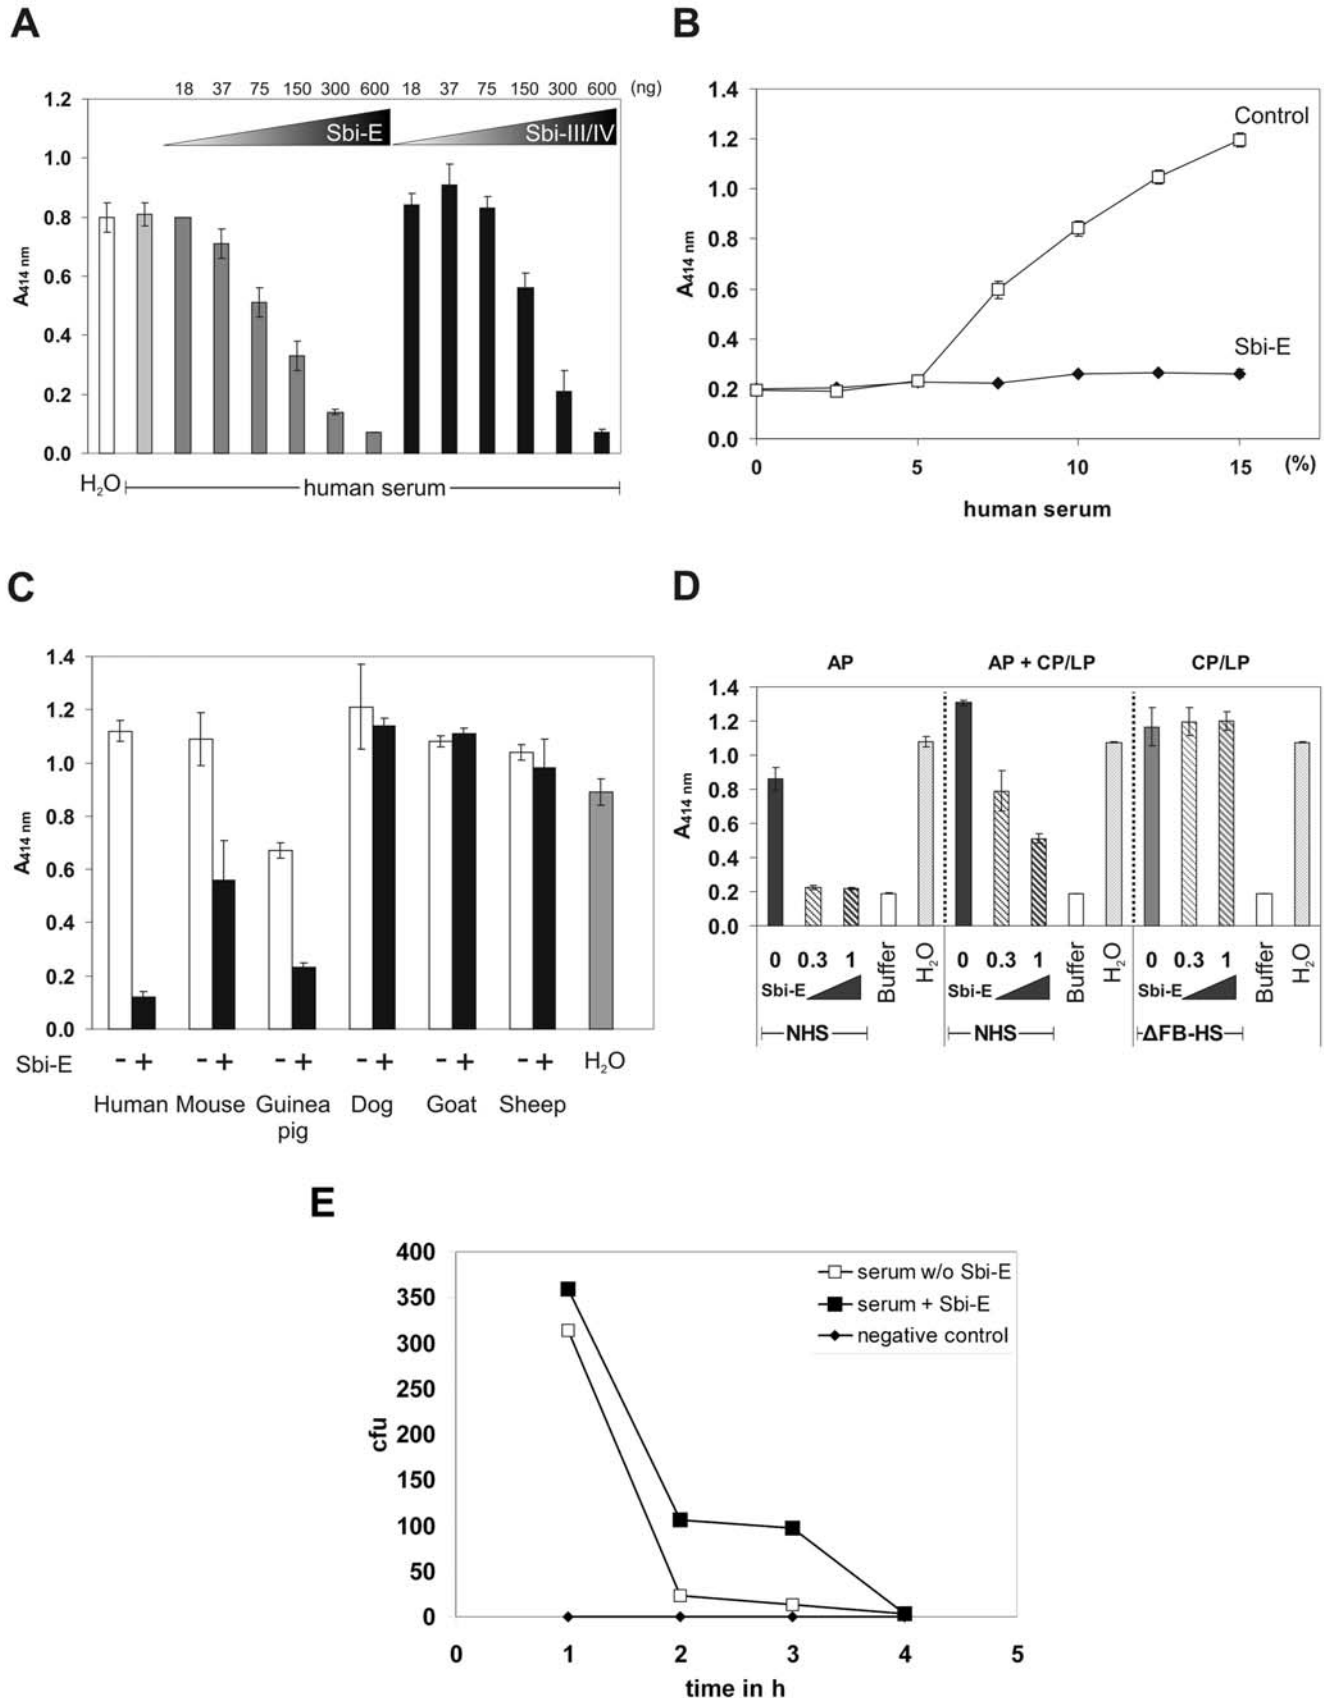 A
18 37 75 150 300 600 18 37 75 150 300 600 (ng)
Sbi-E Sbi-III/IV
1.2
1.0
0.8
0.6
0.4
0.2
0.0
A414 nm
H2O human serum
B
1.4
1.2
1.0
0.8
0.6
0.4
0.2
0.0
A414 nm
Control
Sbi-E
0 5 10 15 (%)
human serum
C
1.4
1.2
1.0
0.8
0.6
0.4
0.2
0.0
A414 nm
Sbi-E - + - + - + - + - + - + H2O
Human Mouse Guinea Dog Goat Sheep
pig
D
AP AP + CP/LP CP/LP
1.4
1.2
1.0
0.8
0.6
0.4
0.2
0.0
A414 nm
0 0.3 1 Buffer H2O 0 0.3 1 Buffer H2O 0 0.3 1 Buffer H2O
Sbi-E Sbi-E Sbi-E
NHS NHS ΔFB-HS
E
400
350
300
250
200
150
100
50
0
cfu
serum w/o Sbi-E
serum + Sbi-E
negative control
0 1 2 3 4 5
time in h